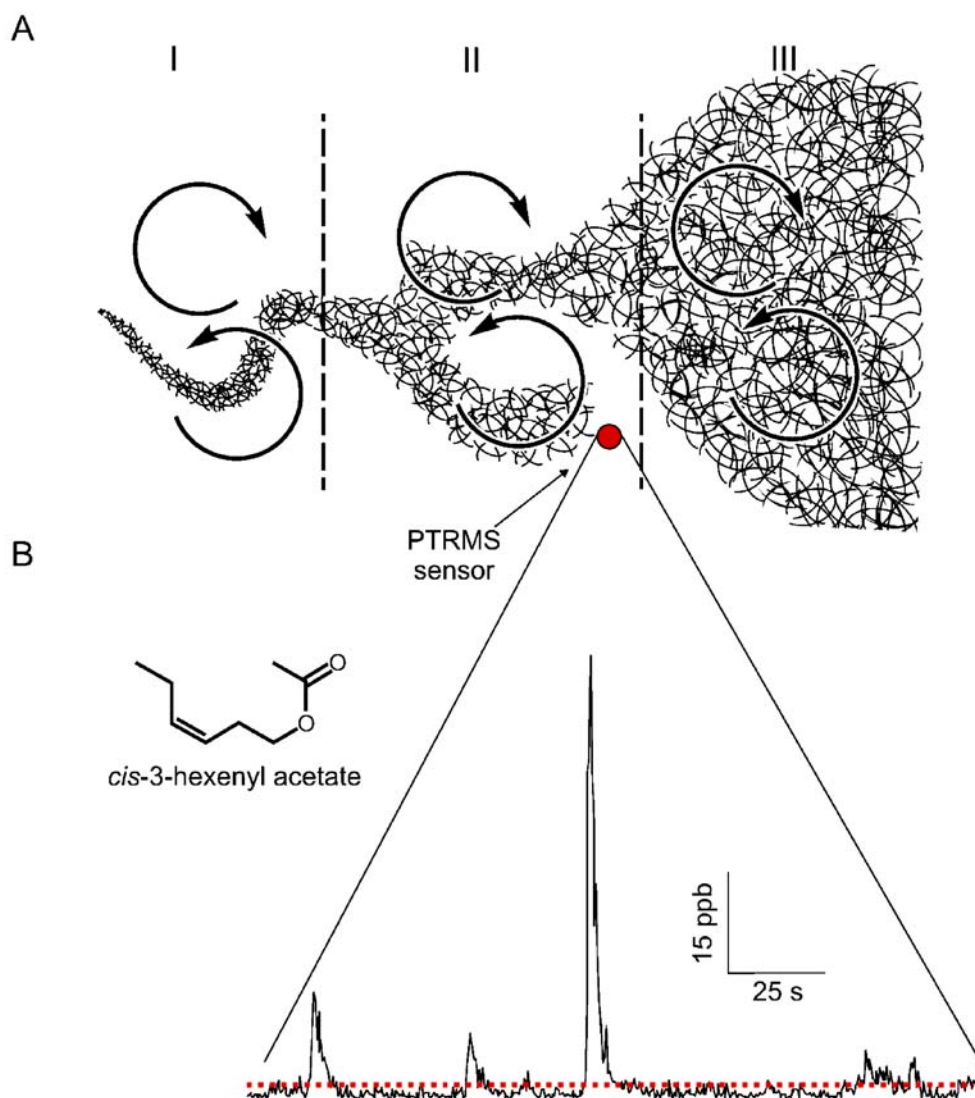 A
I II III
PTRMS
sensor
B
O
O
cis-3-hexenyl acetate
15 ppb
25 s